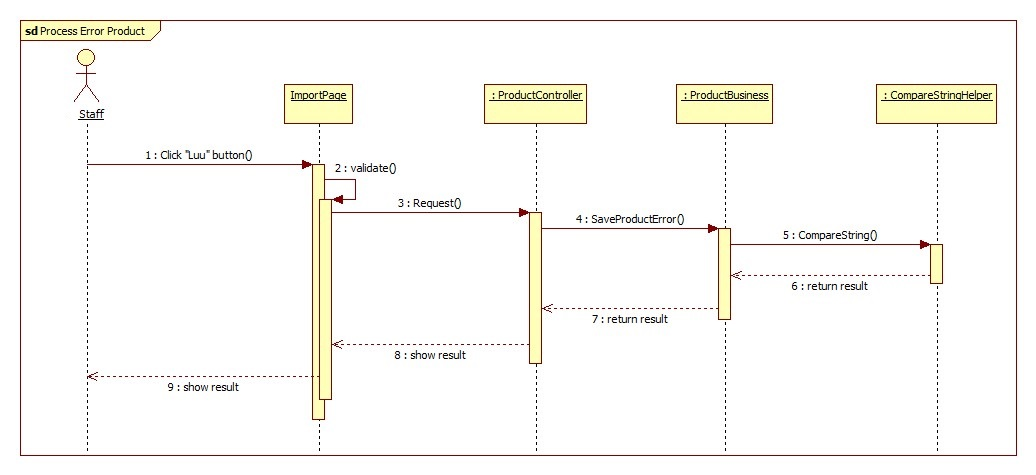 sd Process Error Product
Staff
ImportPage
: ProductController
: ProductBusiness
: CompareStringHelper
1 : Click "Luu" button()
2 : validate()
3 : Request()
4 : SaveProductError()
5 : CompareString()
6 : return result
7 : return result
8 : show result
9 : show result